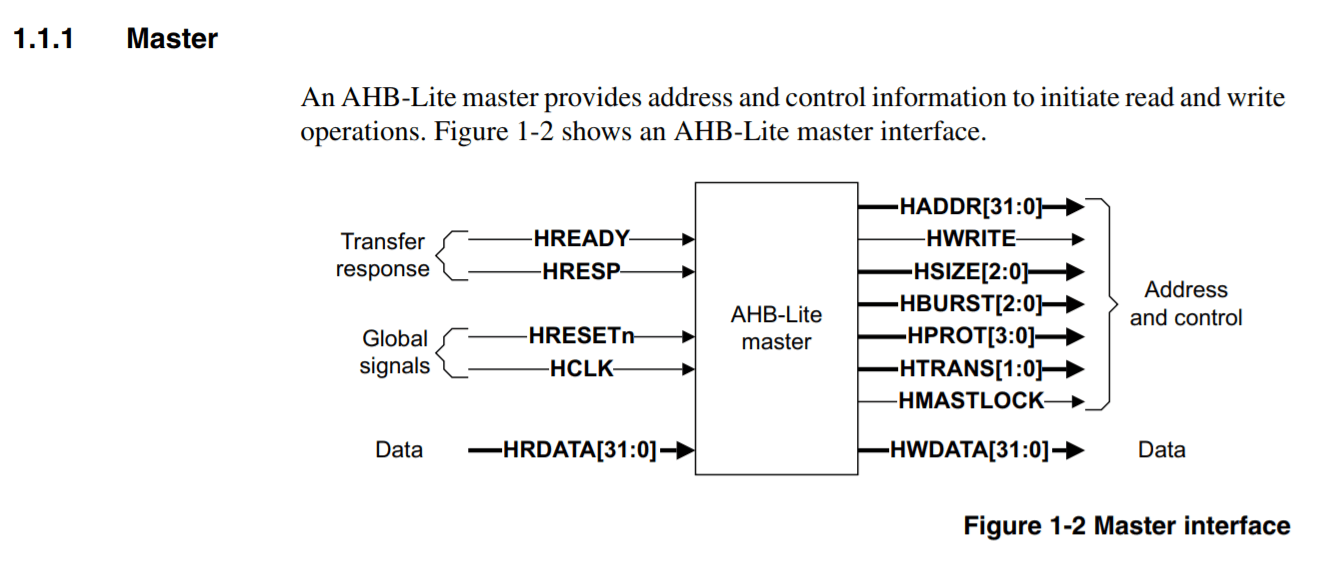 1.1.1 Master
An AHB-Lite master provides address and control information to initiate read and write
operations. Figure 1-2 shows an AHB-Lite master interface.
Transfer
response
HREADY
HRESP
Global
signals
HRESETn
HCLK
Data
HRDATA[31:0]
AHB-Lite
master
HADDR[31:0]
HWRITE
HSIZE[2:0]
HBURST[2:0]
HPROT[3:0]
HTRANS[1:0]
HMASTLOCK
Address
and control
HWDATA[31:0]
Data
Figure 1-2 Master interface